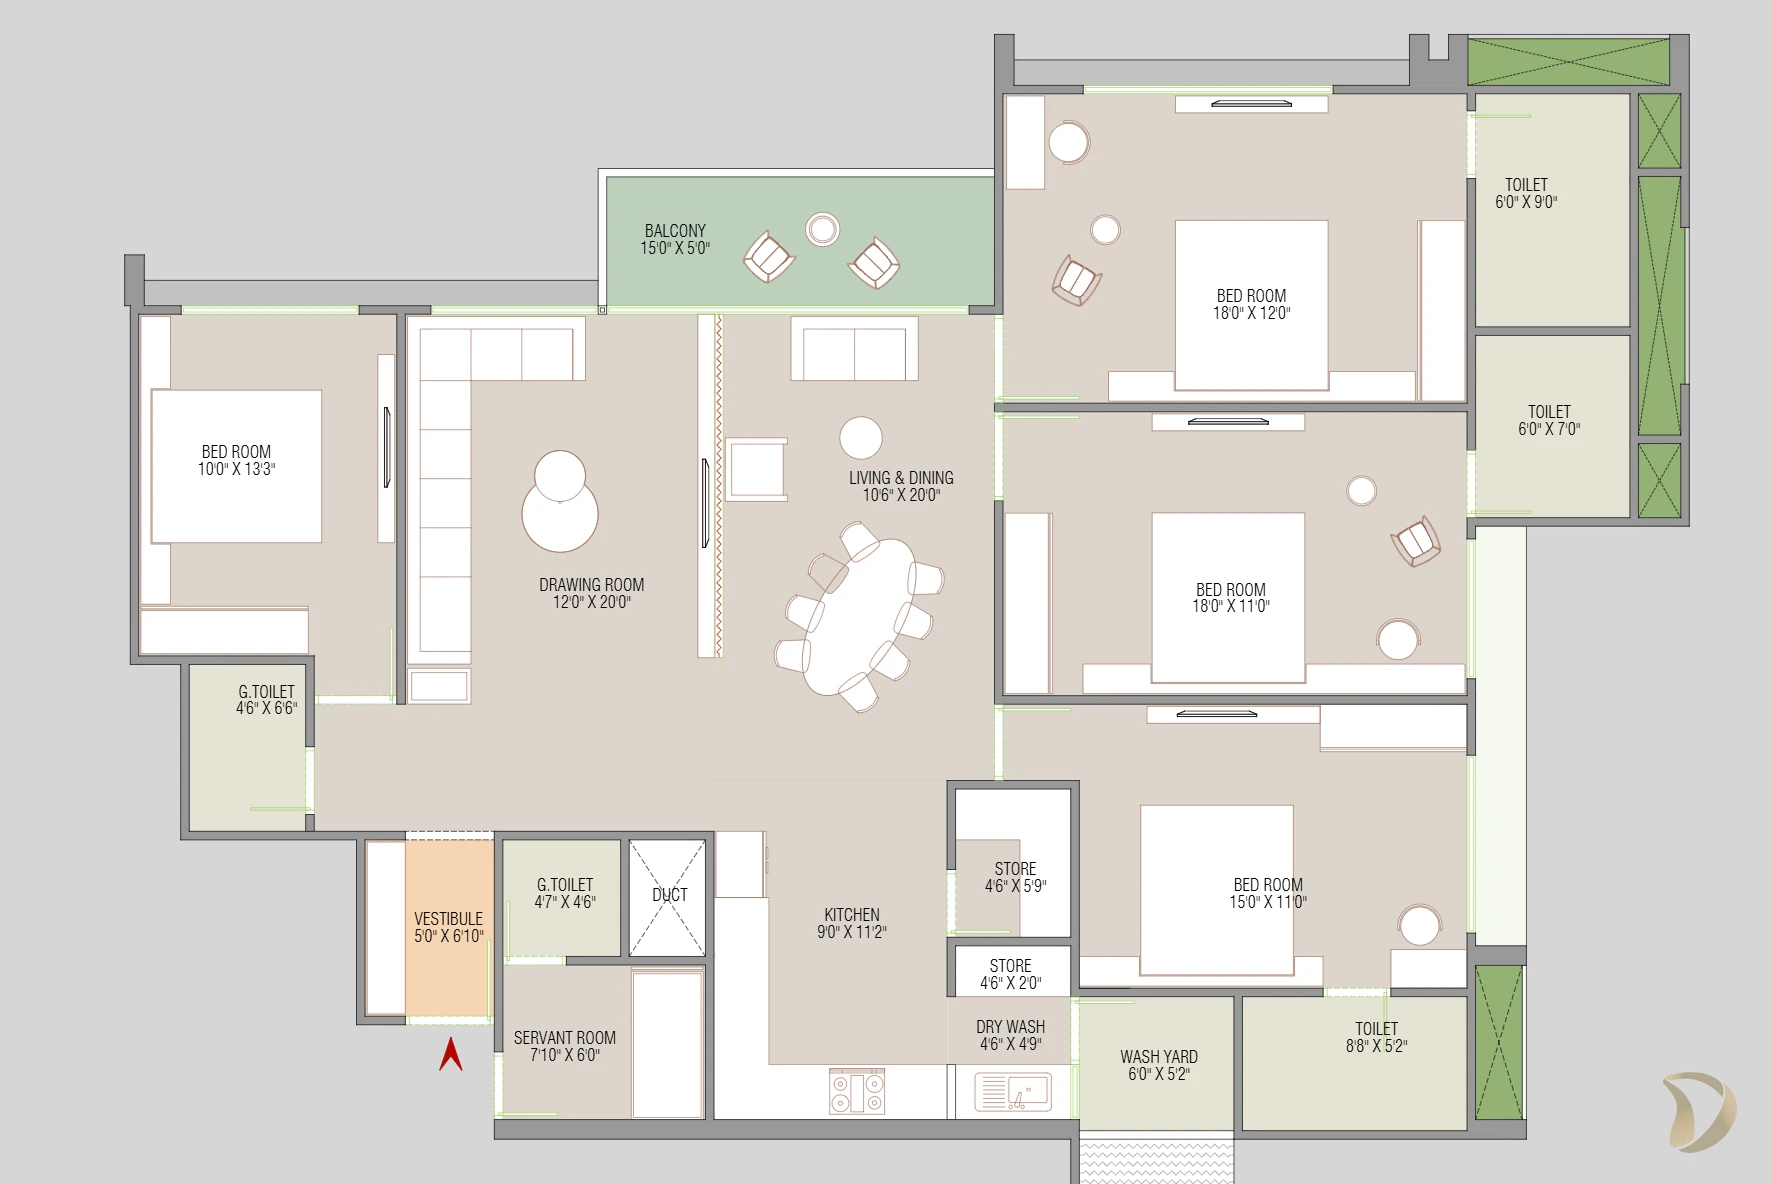 TOILET
6'0" X 9'0"
BALCONY
15'0" X 5'0"
BED ROOM
18'0" X 12'0"
TOILET
6'0" X 7'0"
BED ROOM
10'0" X 13'3"
LIVING & DINING
10'6" X 20'0"
DRAWING ROOM
12'0" X 20'0"
BED ROOM
18'0" X 11'0"
G.TOILET
4'6" X 6'6"
STORE
4'6" X 5'9"
G.TOILET
4'7" X 4'6"
DUCT
BED ROOM
15'0" X 11'0"
VESTIBULE
5'0" X 6'10"
KITCHEN
9'0" X 11'2"
STORE
4'6" X 2'0"
SERVANT ROOM
7'10" X 6'0"
DRY WASH
4'6" X 4'9"
TOILET
8'8" X 5'2"
WASH YARD
6'0" X 5'2"